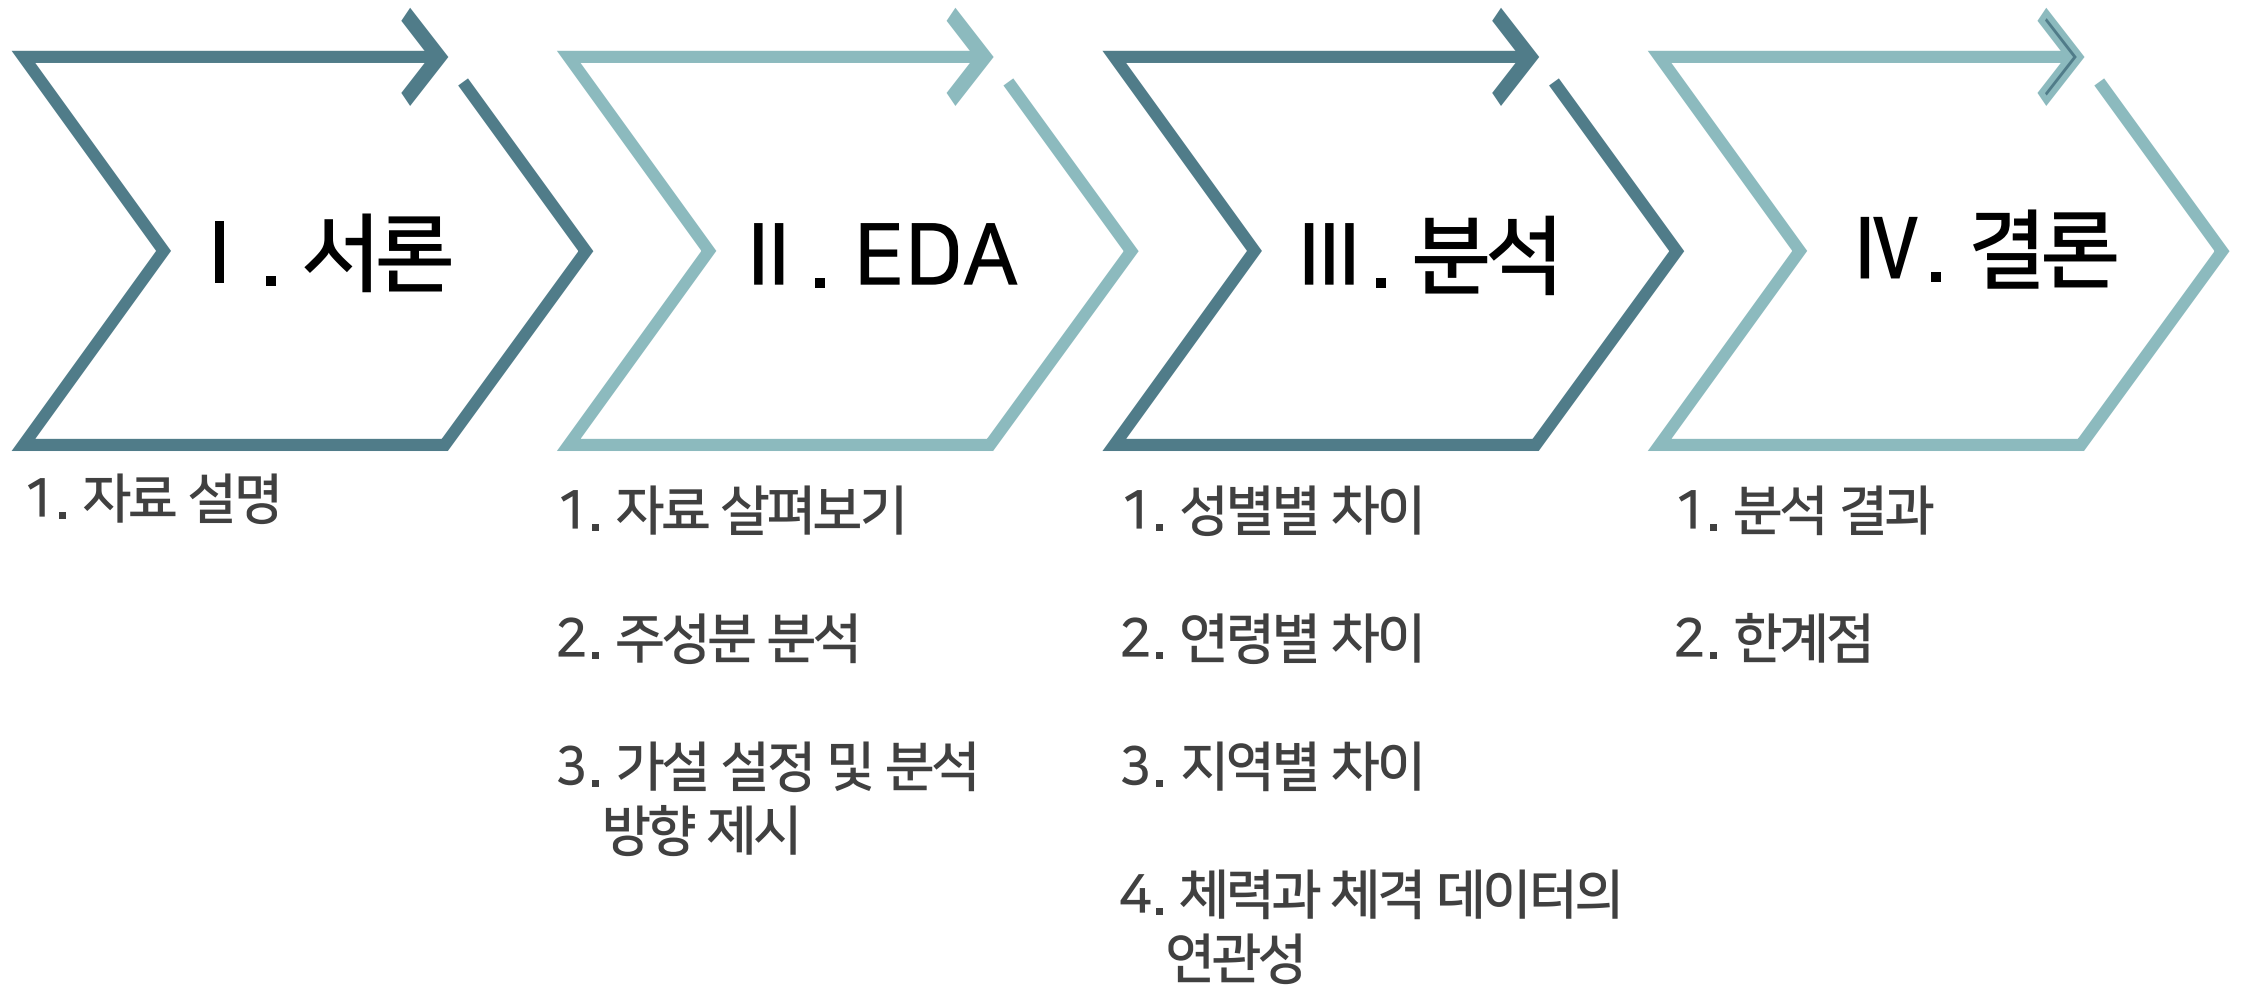 I. 서론
1. 자료 설명
II. EDA
1. 자료 살펴보기
2. 주성분 분석
3. 가설 설정 및 분석
방향 제시
III. 분석
1. 성별별 차이
2. 연령별 차이
3. 지역별 차이
4. 체력과 체격 데이터의
연관성
IV. 결론
1. 분석 결과
2. 한계점